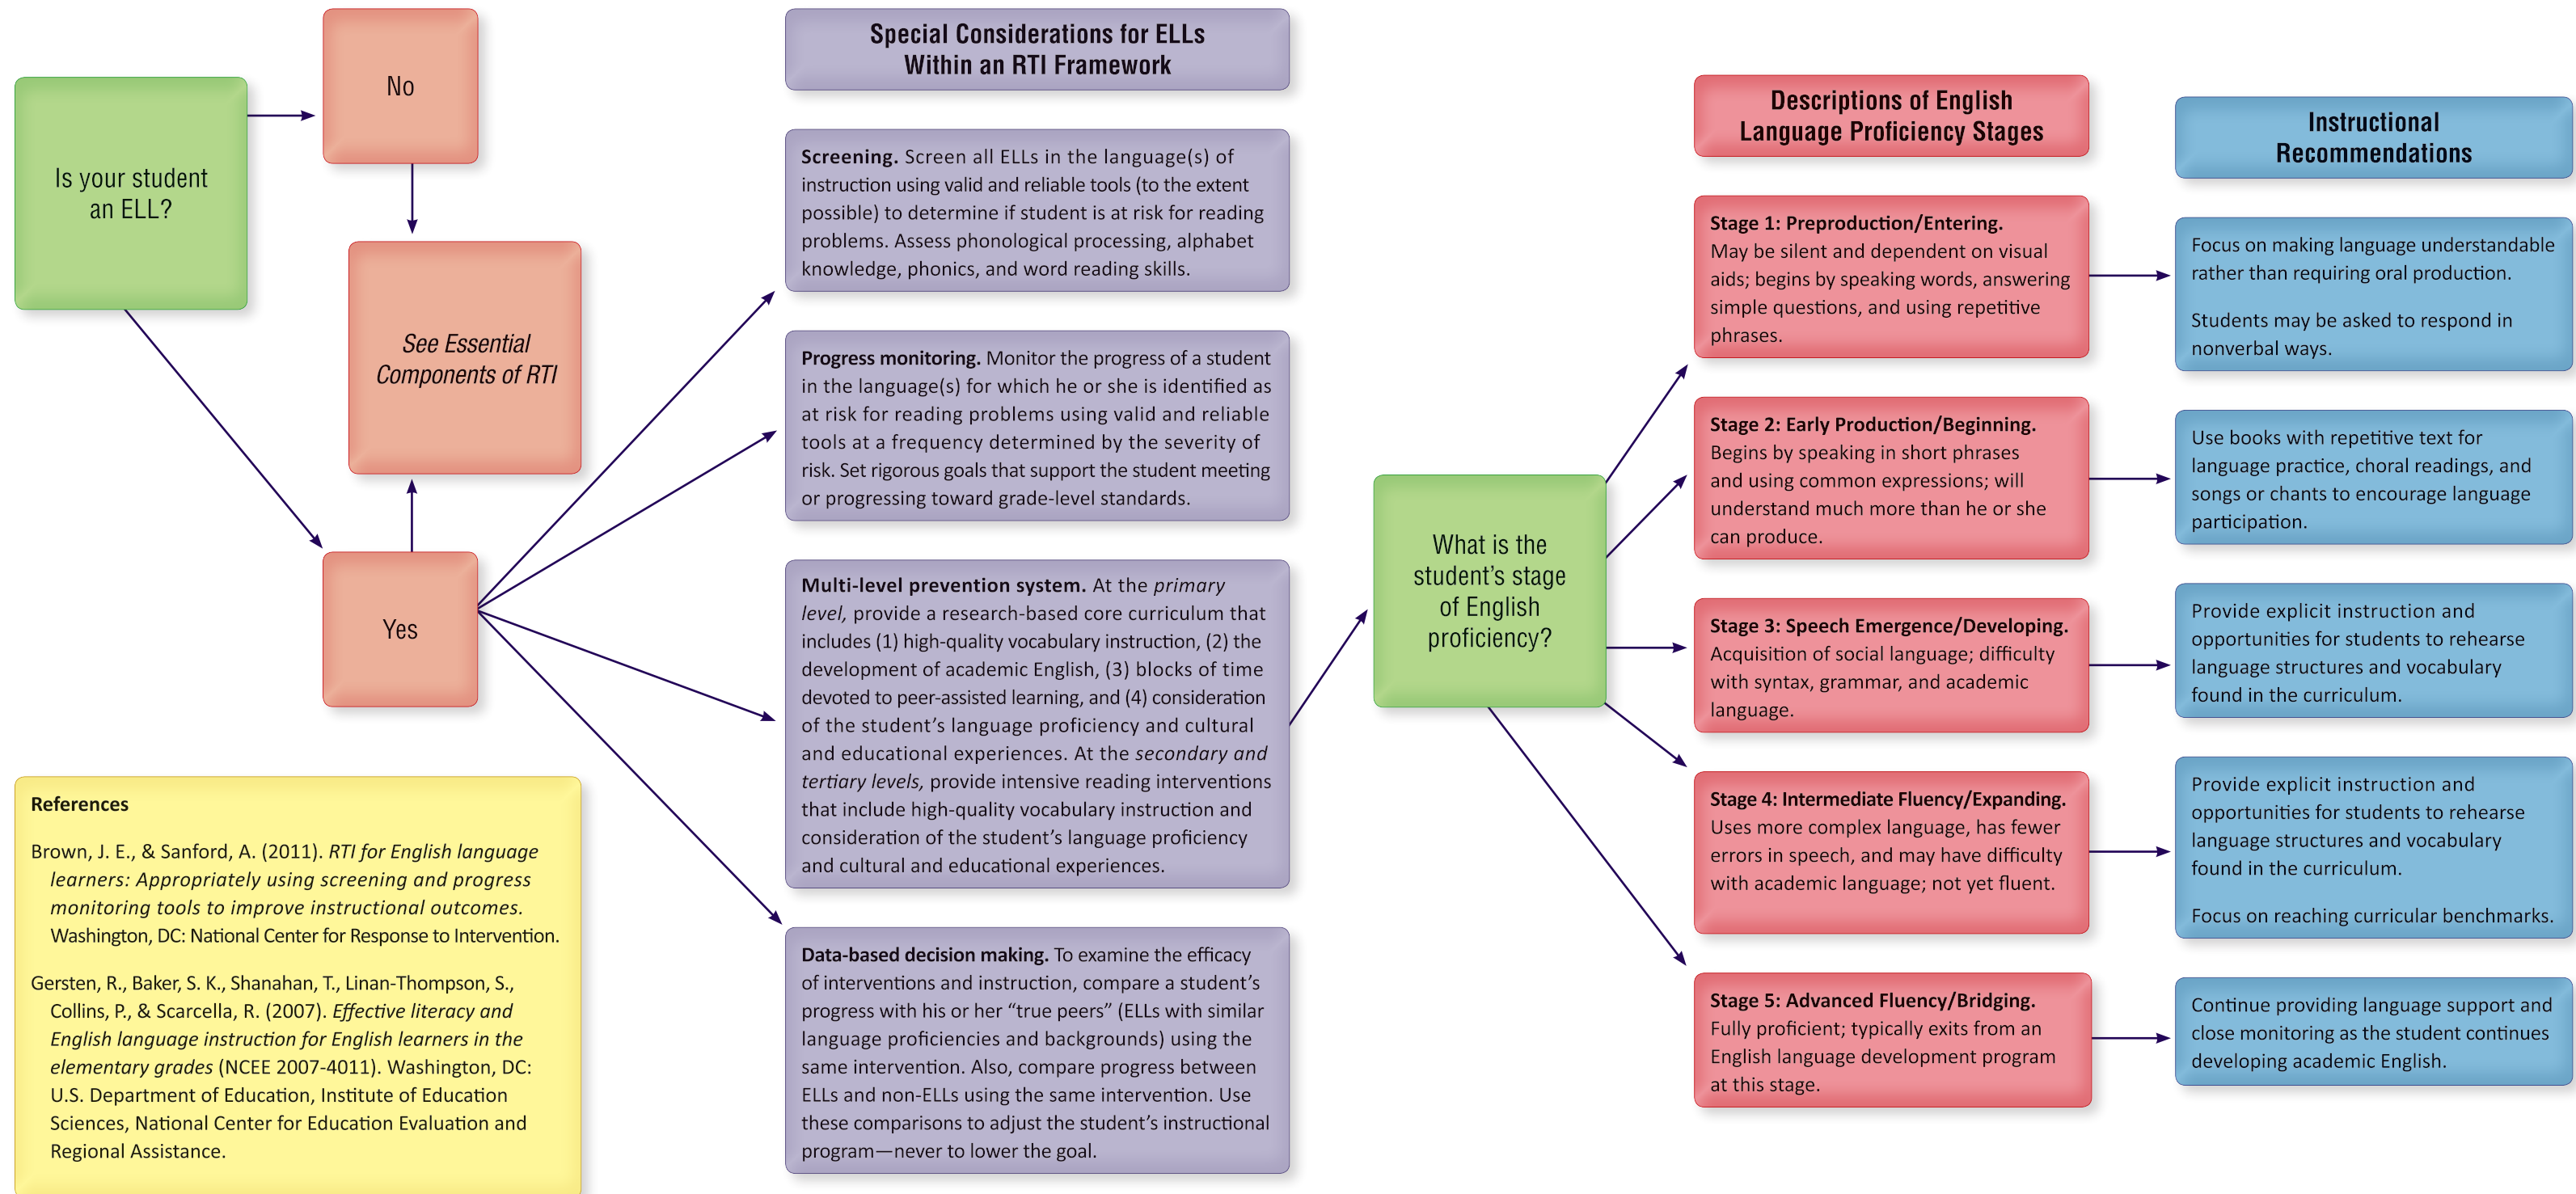 Is your student
an ELL?
No
See Essential
Components of RTI
Yes
References
Brown, J. E., & Sanford, A. (2011). RTI for English language
learners: Appropriately using screening and progress
monitoring tools to improve instructional outcomes.
Washington, DC: National Center for Response to Intervention.
Gersten, R., Baker, S. K., Shanahan, T., Linan-Thompson, S.,
Collins, P., & Scarcella, R. (2007). Effective literacy and
English language instruction for English learners in the
elementary grades (NCEE 2007-4011). Washington, DC:
U.S. Department of Education, Institute of Education
Sciences, National Center for Education Evaluation and
Regional Assistance.
Special Considerations for ELLs
Within an RTI Framework
Screening. Screen all ELLs in the language(s) of
instruction using valid and reliable tools (to the extent
possible) to determine if student is at risk for reading
problems. Assess phonological processing, alphabet
knowledge, phonics, and word reading skills.
Progress monitoring. Monitor the progress of a student
in the language(s) for which he or she is identified as
at risk for reading problems using valid and reliable
tools at a frequency determined by the severity of
risk. Set rigorous goals that support the student meeting
or progressing toward grade-level standards.
Multi-level prevention system. At the primary
level, provide a research-based core curriculum that
includes (1) high-quality vocabulary instruction, (2) the
development of academic English, (3) blocks of time
devoted to peer-assisted learning, and (4) consideration
of the student’s language proficiency and cultural
and educational experiences. At the secondary and
tertiary levels, provide intensive reading interventions
that include high-quality vocabulary instruction and
consideration of the student’s language proficiency
and cultural and educational experiences.
Data-based decision making. To examine the efficacy
of interventions and instruction, compare a student’s
progress with his or her “true peers” (ELLs with similar
language proficiencies and backgrounds) using the
same intervention. Also, compare progress between
ELLs and non-ELLs using the same intervention. Use
these comparisons to adjust the student’s instructional
program—never to lower the goal.
What is the
student’s stage
of English
proficiency?
Descriptions of English
Language Proficiency Stages
Stage 1: Preproduction/Entering.
May be silent and dependent on visual
aids; begins by speaking words, answering
simple questions, and using repetitive
phrases.
Stage 2: Early Production/Beginning.
Begins by speaking in short phrases
and using common expressions; will
understand much more than he or she
can produce.
Stage 3: Speech Emergence/Developing.
Acquisition of social language; difficulty
with syntax, grammar, and academic
language.
Stage 4: Intermediate Fluency/Expanding.
Uses more complex language, has fewer
errors in speech, and may have difficulty
with academic language; not yet fluent.
Stage 5: Advanced Fluency/Bridging.
Fully proficient; typically exits from an
English language development program
at this stage.
Instructional
Recommendations
Focus on making language understandable
rather than requiring oral production.
Students may be asked to respond in
nonverbal ways.
Use books with repetitive text for
language practice, choral readings, and
songs or chants to encourage language
participation.
Provide explicit instruction and
opportunities for students to rehearse
language structures and vocabulary
found in the curriculum.
Provide explicit instruction and
opportunities for students to rehearse
language structures and vocabulary
found in the curriculum.
Focus on reaching curricular benchmarks.
Continue providing language support and
close monitoring as the student continues
developing academic English.